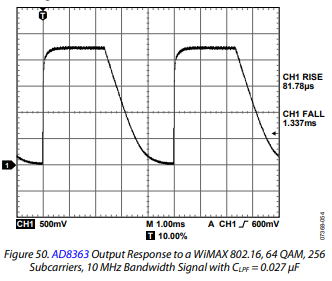 T
CH1 RISE
81.78µs
CH1 FALL
1.337ms
1
CH1 500mV M 1.00ms A CH1 600mV
T 10.00%
07368-054
Figure 50. AD8363 Output Response to a WiMAX 802.16, 64 QAM, 256
Subcarriers, 10 MHz Bandwidth Signal with CLPF = 0.027 µF